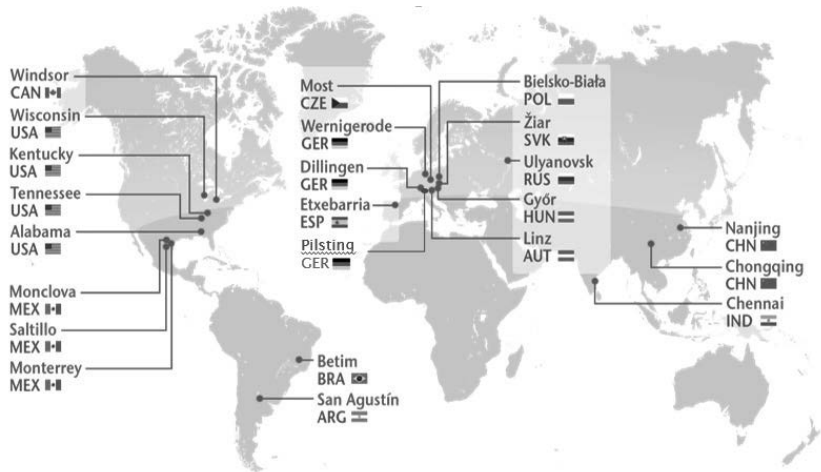 Windsor
CAN
Wisconsin
USA
Kentucky
USA
Tennessee
USA
Alabama
USA
Monclova
MEX
Saltillo
MEX
Monterrey
MEX
Most
CZE
Wernigerode
GER
Dillingen
GER
Etxebarria
ESP
Pilsting
GER
Bielsko-Biała
POL
Žiar
SVK
Ulyanovsk
RUS
Győr
HUN
Linz
AUT
Nanjing
CHN
Chongqing
CHN
Chennai
IND
Betim
BRA
San Agustín
ARG